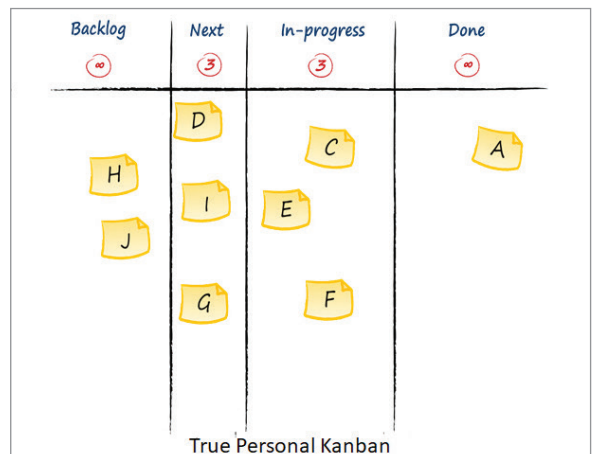 Backlog Next In-progress Done
∞ 3 3 ∞
D
C A
H
I E
J
G F
True Personal Kanban